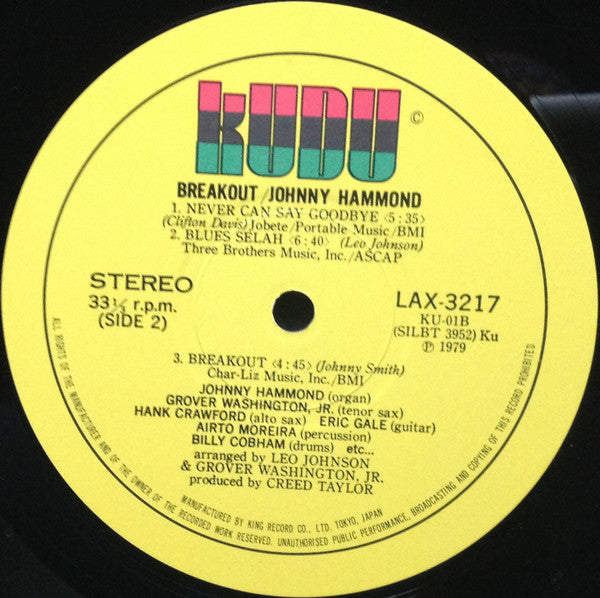 KUDU
©
BREAKOUT/JOHNNY HAMMOND
1. NEVER CAN SAY GOODBYE <5:35>
(Clifton Davis) Jobete/Portable Music/BMI
2. BLUES SELAH <6:40> (Leo Johnson)
Three Brothers Music, Inc./ASCAP
STEREO
33⅓ r.p.m.
(SIDE 2)
LAX-3217
KU-01B
(SILBT 3952) Ku
℗ 1979
3. BREAKOUT <4:45> (Johnny Smith)
Char-Liz Music, Inc./BMI
JOHNNY HAMMOND (organ)
GROVER WASHINGTON, JR. (tenor sax)
HANK CRAWFORD (alto sax) ERIC GALE (guitar)
AIRTO MOREIRA (percussion)
BILLY COBHAM (drums) etc...
arranged by LEO JOHNSON
& GROVER WASHINGTON, JR.
produced by CREED TAYLOR
MANUFACTURED BY KING RECORD CO., LTD. TOKYO, JAPAN
ALL RIGHTS OF THE MANUFACTURER AND OF THE OWNER OF THE RECORDED WORK RESERVED. UNAUTHORISED PUBLIC PERFORMANCE, BROADCASTING AND COPYING OF THIS RECORD PROHIBITED